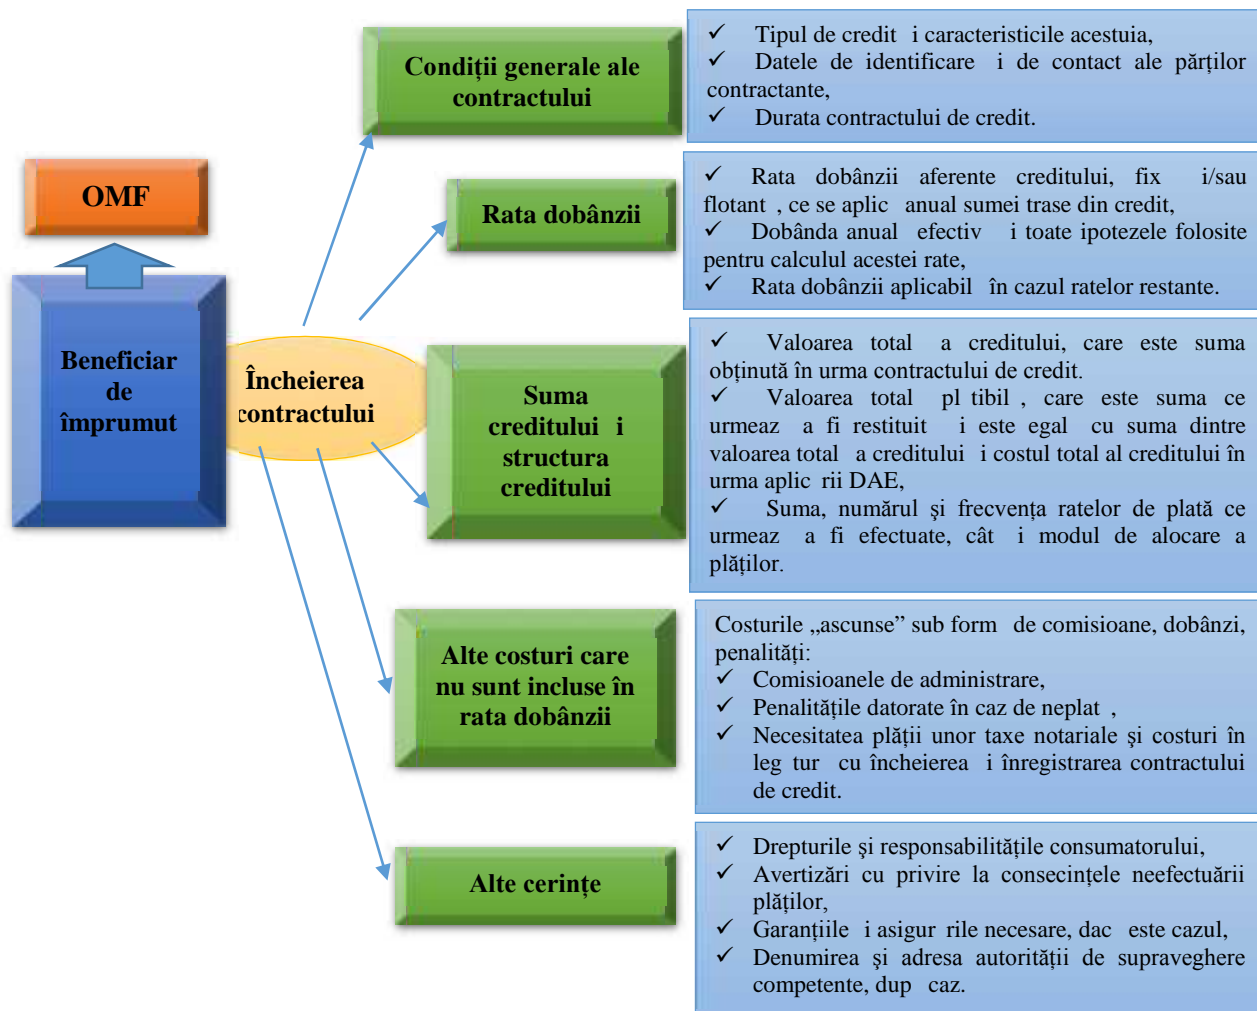 Condiții generale ale
contractului
✓ Tipul de credit i caracteristicile acestuia,
✓ Datele de identificare i de contact ale părților
contractante,
✓ Durata contractului de credit.
OMF
Rata dobânzii
✓ Rata dobânzii aferente creditului, fix i/sau
flotant , ce se aplic anual sumei trase din credit,
✓ Dobânda anual efectiv i toate ipotezele folosite
pentru calculul acestei rate,
✓ Rata dobânzii aplicabil în cazul ratelor restante.
Beneficiar
de
împrumut
Încheierea
contractului
Suma
creditului i
structura
creditului
✓ Valoarea total a creditului, care este suma
obținută în urma contractului de credit.
✓ Valoarea total pl tibil , care este suma ce
urmeaz a fi restituit i este egal cu suma dintre
valoarea total a creditului i costul total al creditului în
urma aplic rii DAE,
✓ Suma, numărul şi frecvența ratelor de plată ce
urmeaz a fi efectuate, cât i modul de alocare a
plăților.
Alte costuri care
nu sunt incluse în
rata dobânzii
Costurile „ascunse” sub form de comisioane, dobânzi,
penalități:
✓ Comisioanele de administrare,
✓ Penalitățile datorate în caz de neplat ,
✓ Necesitatea plății unor taxe notariale şi costuri în
leg tur cu încheierea i înregistrarea contractului
de credit.
Alte cerințe
✓ Drepturile şi responsabilitățile consumatorului,
✓ Avertizări cu privire la consecințele neefectuării
plăților,
✓ Garanțiile i asigur rile necesare, dac este cazul,
✓ Denumirea şi adresa autorității de supraveghere
competente, dup caz.